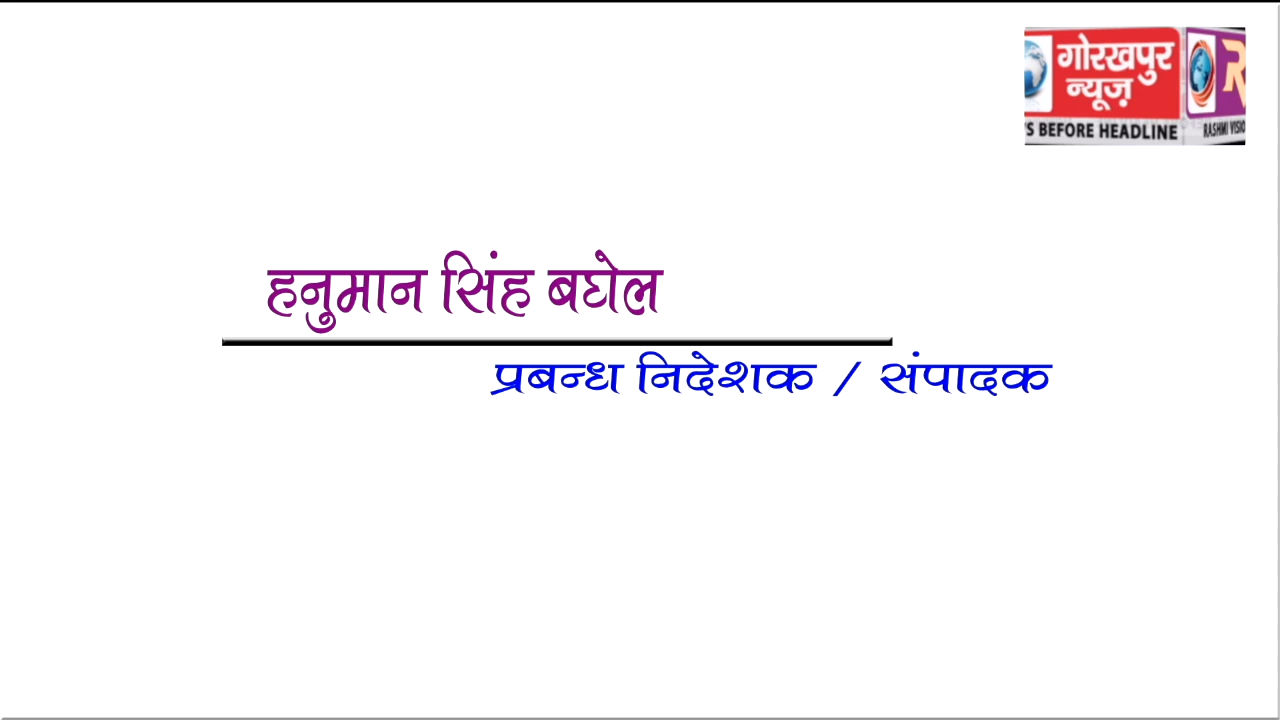 गोरखपुर
न्यूज़
'S BEFORE HEADLINE
RASHMI VISIO
हनुमान सिंह बघेल
प्रबन्ध निदेशक / संपादक